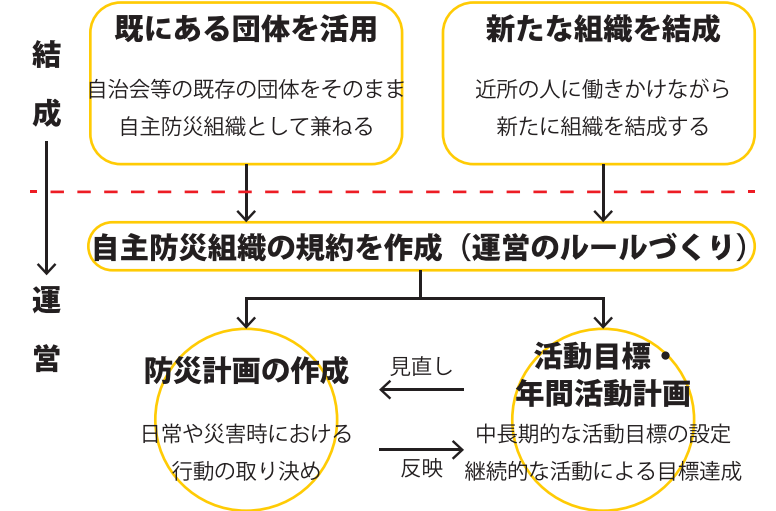 結成
既にある団体を活用
自治会等の既存の団体をそのまま
自主防災組織として兼ねる
新たな組織を結成
近所の人に働きかけながら
新たに組織を結成する
自主防災組織の規約を作成（運営のルールづくり）
運営
防災計画の作成
日常や災害時における
行動の取り決め
見直し
反映
活動目標・
年間活動計画
中長期的な活動目標の設定
継続的な活動による目標達成